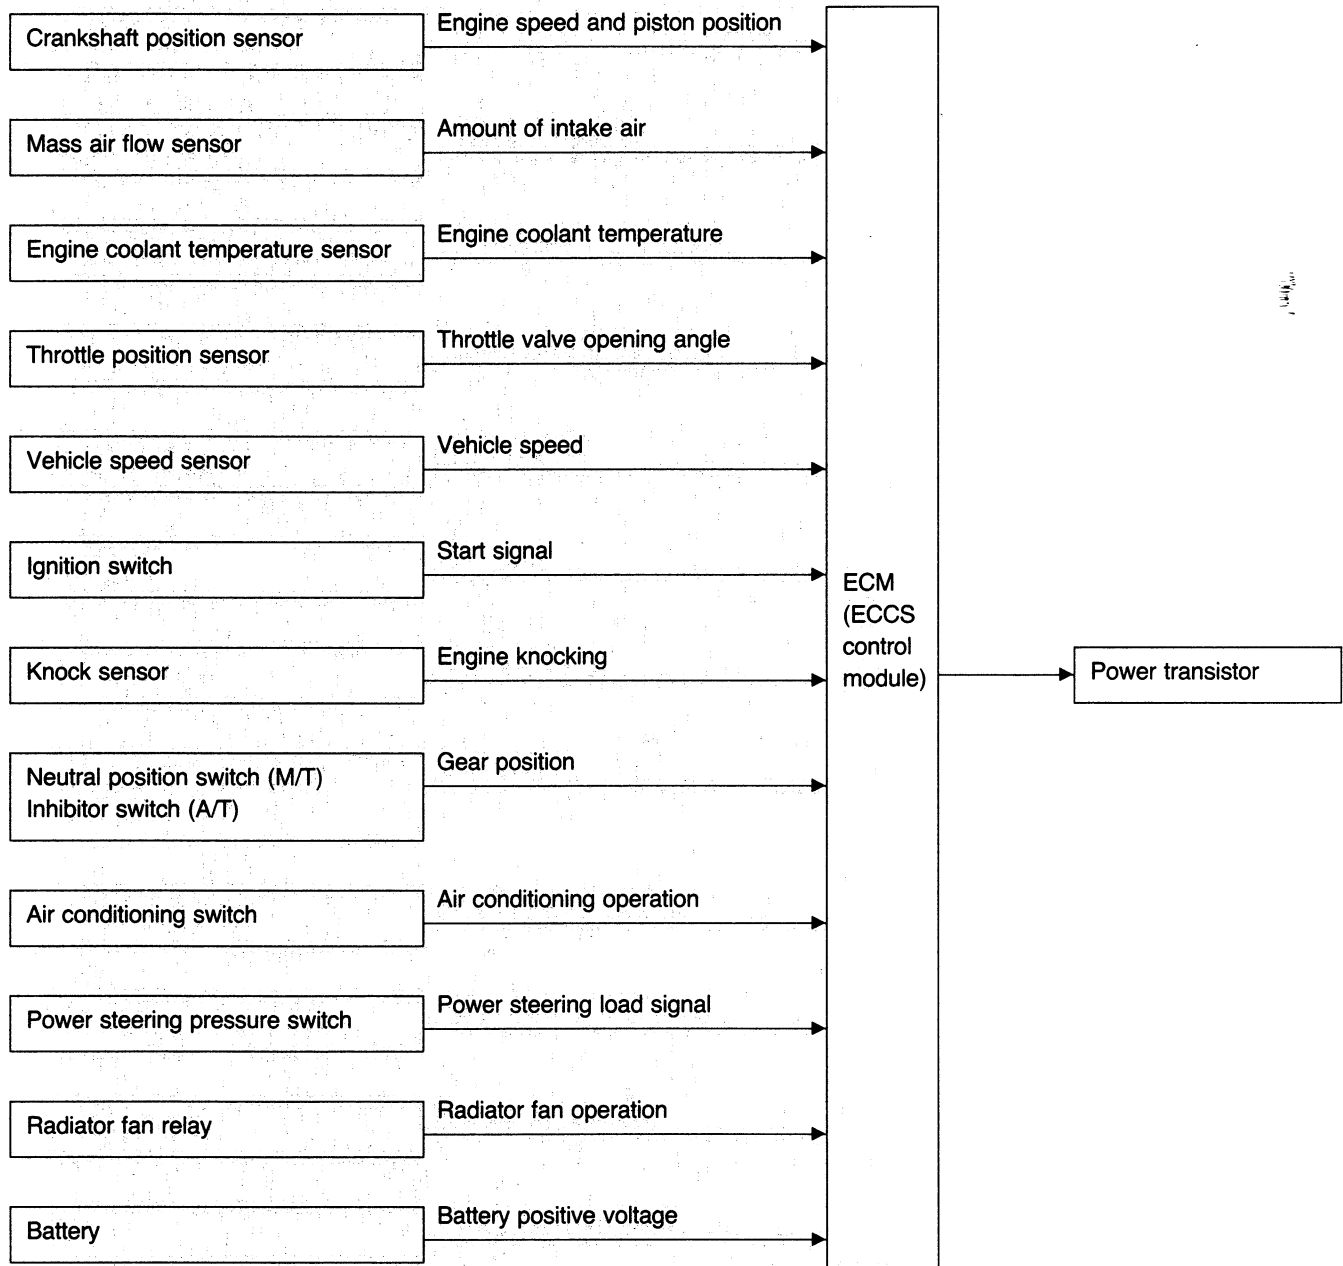 Crankshaft position sensor
Engine speed and piston position
Mass air flow sensor
Amount of intake air
Engine coolant temperature sensor
Engine coolant temperature
Throttle position sensor
Throttle valve opening angle
Vehicle speed sensor
Vehicle speed
Ignition switch
Start signal
Knock sensor
Engine knocking
Neutral position switch (M/T)
Inhibitor switch (A/T)
Gear position
Air conditioning switch
Air conditioning operation
Power steering pressure switch
Power steering load signal
Radiator fan relay
Radiator fan operation
Battery
Battery positive voltage
ECM
(ECCS
control
module)
Power transistor